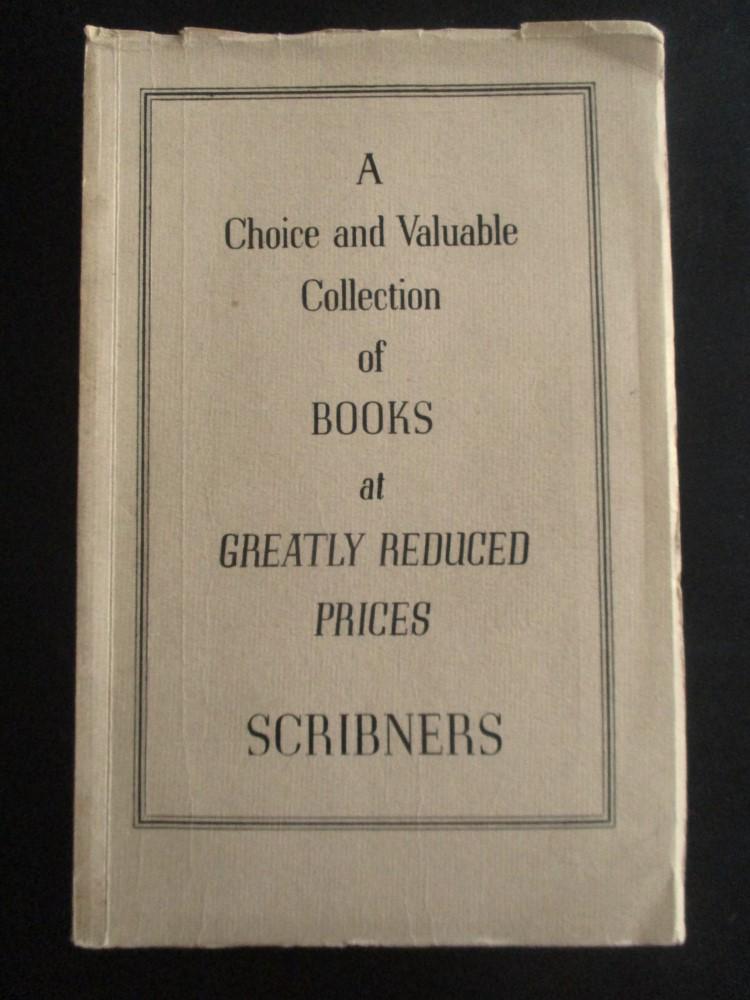 A
Choice and Valuable
Collection
of
BOOKS
at
GREATLY REDUCED
PRICES
SCRIBNERS